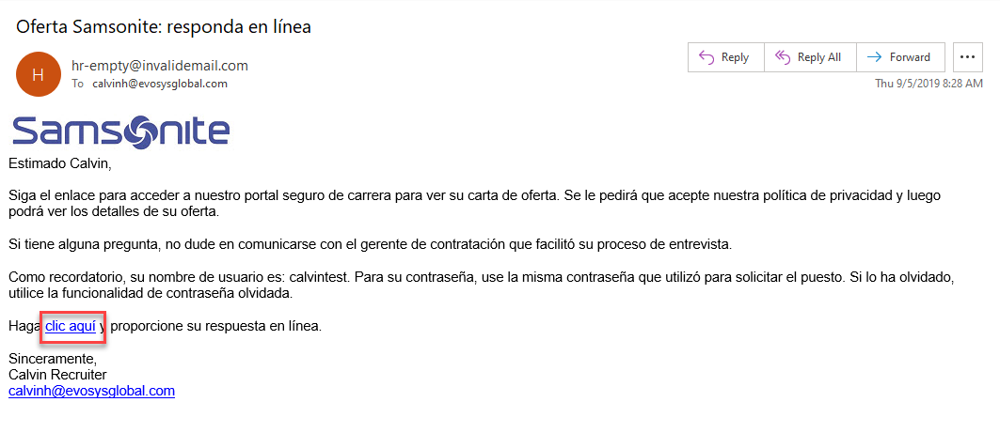 Oferta Samsonite: responda en línea
H
hr-empty@invalidemail.com
To calvinh@evosysglobal.com
Reply
Reply All
Forward
Thu 9/5/2019 8:28 AM
Samsonite
Estimado Calvin,
Siga el enlace para acceder a nuestro portal seguro de carrera para ver su carta de oferta. Se le pedirá que acepte nuestra política de privacidad y luego
podrá ver los detalles de su oferta.
Si tiene alguna pregunta, no dude en comunicarse con el gerente de contratación que facilitó su proceso de entrevista.
Como recordatorio, su nombre de usuario es: calvintest. Para su contraseña, use la misma contraseña que utilizó para solicitar el puesto. Si lo ha olvidado,
utilice la funcionalidad de contraseña olvidada.
Haga clic aquí y proporcione su respuesta en línea.
Sinceramente,
Calvin Recruiter
calvinh@evosysglobal.com